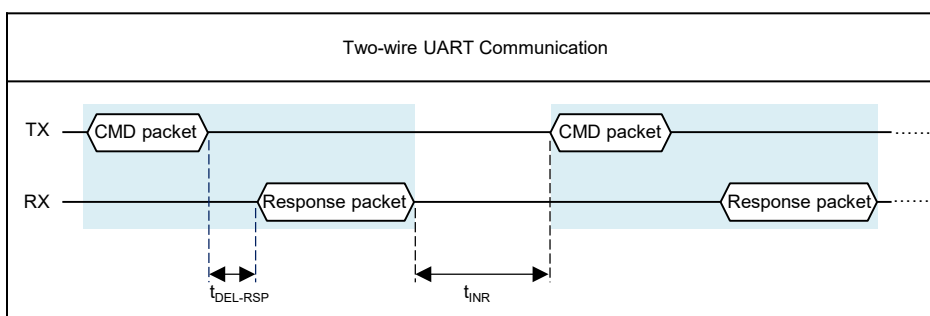 Two-wire UART Communication
TX CMD packet CMD packet
RX Response packet Response packet
tDEL-RSP tINR